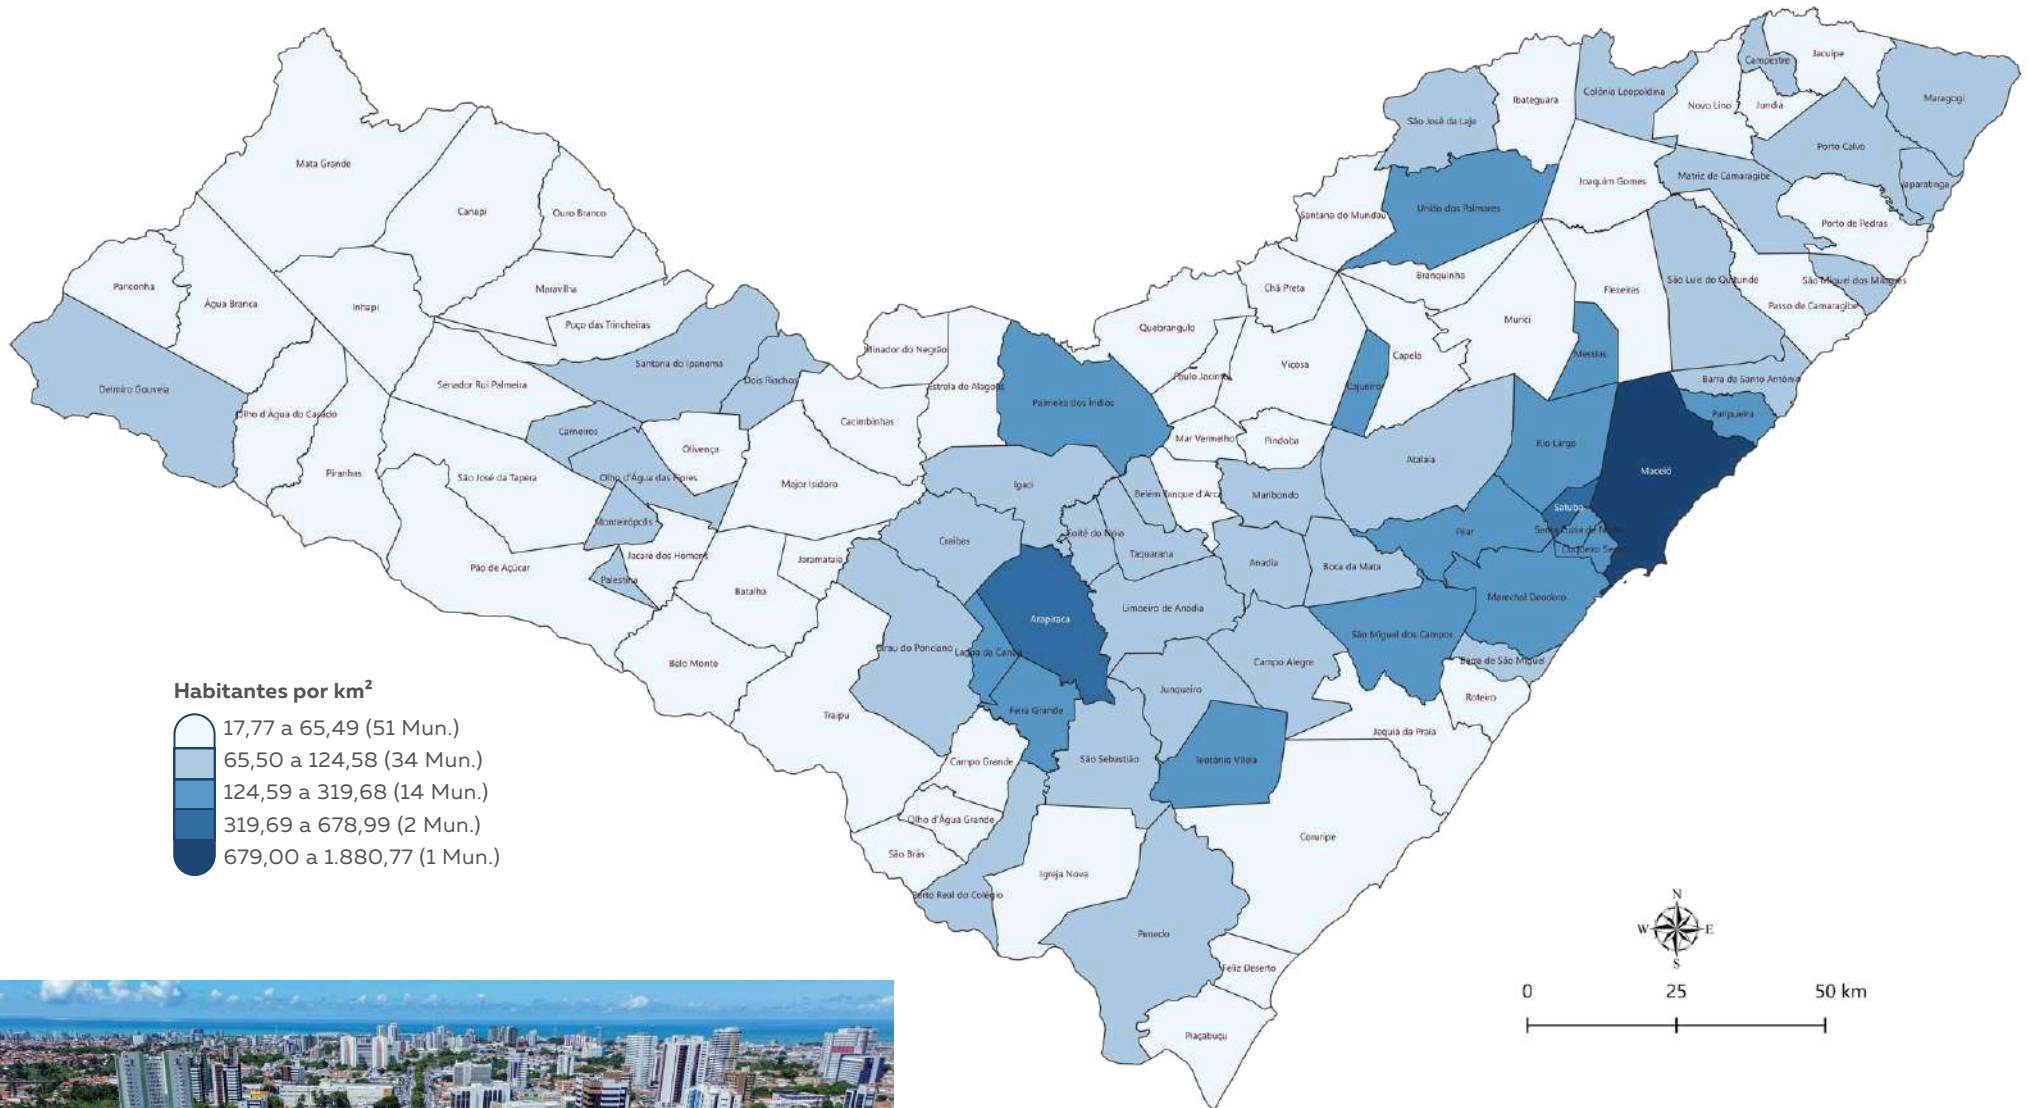 Jacuípe
Campestre
Maragogi
Ibateguara
Colônia Leopoldina
Novo Lino
Jundiá
São José da Laje
Porto Calvo
Mata Grande
Joaquim Gomes
Matriz de Camaragibe
Japaratinga
Canapi
Ouro Branco
Santana do Mundaú
União dos Palmares
Porto de Pedras
Branquinha
Pariconha
Água Branca
Inhapi
Maravilha
Chã Preta
Flexeiras
São Luís do Quitunde
São Miguel dos Milagres
Passo de Camaragibe
Poço das Trincheiras
Quebrangulo
Murici
Minador do Negrão
Santana do Ipanema
Viçosa
Capela
Messias
Delmiro Gouveia
Senador Rui Palmeira
Dois Riachos
Estrela de Alagoas
Paulo Jacinto
Cajueiro
Barra de Santo Antônio
Olho d'Água do Casado
Palmeira dos Índios
Paripueira
Carneiros
Cacimbinhas
Olivença
Mar Vermelho
Pindoba
Rio Largo
Piranhas
São José da Tapera
Olho d'Água das Flores
Major Isidoro
Igaci
Atalaia
Maceió
Belém
Tanque d'Arca
Maribondo
Monteirópolis
Satuba
Craíbas
Coité do Nóia
Pilar
Jacaré dos Homens
Jaramataia
Taquarana
Pão de Açúcar
Palestina
Anadia
Boca da Mata
Batalha
Limoeiro de Anadia
Marechal Deodoro
Arapiraca
São Miguel dos Campos
Girau do Ponciano
Lagoa da Canoa
Belo Monte
Campo Alegre
Barra de São Miguel
Junqueiro
Roteiro
Traipu
Feira Grande
Jequiá da Praia
Campo Grande
São Sebastião
Teotônio Vilela
Olho d'Água Grande
Coruripe
São Brás
Igreja Nova
Porto Real do Colégio
Penedo
Feliz Deserto
Piaçabuçu
Habitantes por km²
17,77 a 65,49 (51 Mun.)
65,50 a 124,58 (34 Mun.)
124,59 a 319,68 (14 Mun.)
319,69 a 678,99 (2 Mun.)
679,00 a 1.880,77 (1 Mun.)
N
W E
S
0 25 50 km